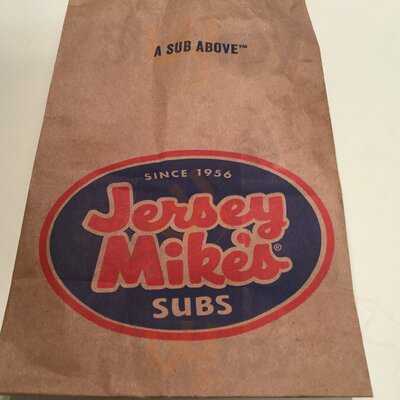 A SUB ABOVE™
SINCE 1956
Jersey
Mike's®
SUBS